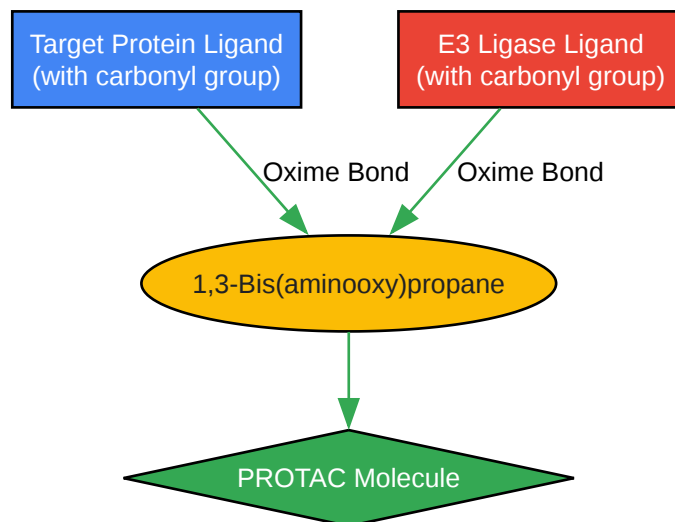 Target Protein Ligand
(with carbonyl group)
E3 Ligase Ligand
(with carbonyl group)
Oxime Bond
Oxime Bond
1,3-Bis(aminooxy)propane
PROTAC Molecule